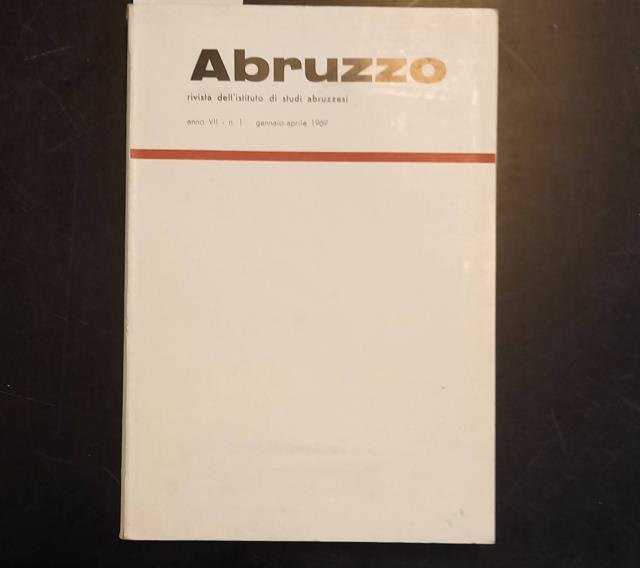 Abruzzo
rivista dell'istituto di studi abruzzesi
anno VII - n. 1 gennaio-aprile 1969